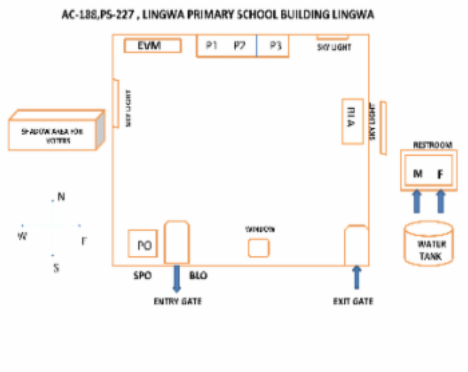 AC-188,PS-227 , LINGWA PRIMARY SCHOOL BUILDING LINGWA
EVM
P1 P2 P3
SKY LIGHT
SKY LIGHT
SHADOW AREA FOR
VOTERS
SKY LIGHT
RESTROOM
M F
N
W
S
WINDOW
PO
WATER
TANK
SPO
BLO
ENTRY GATE
EXIT GATE